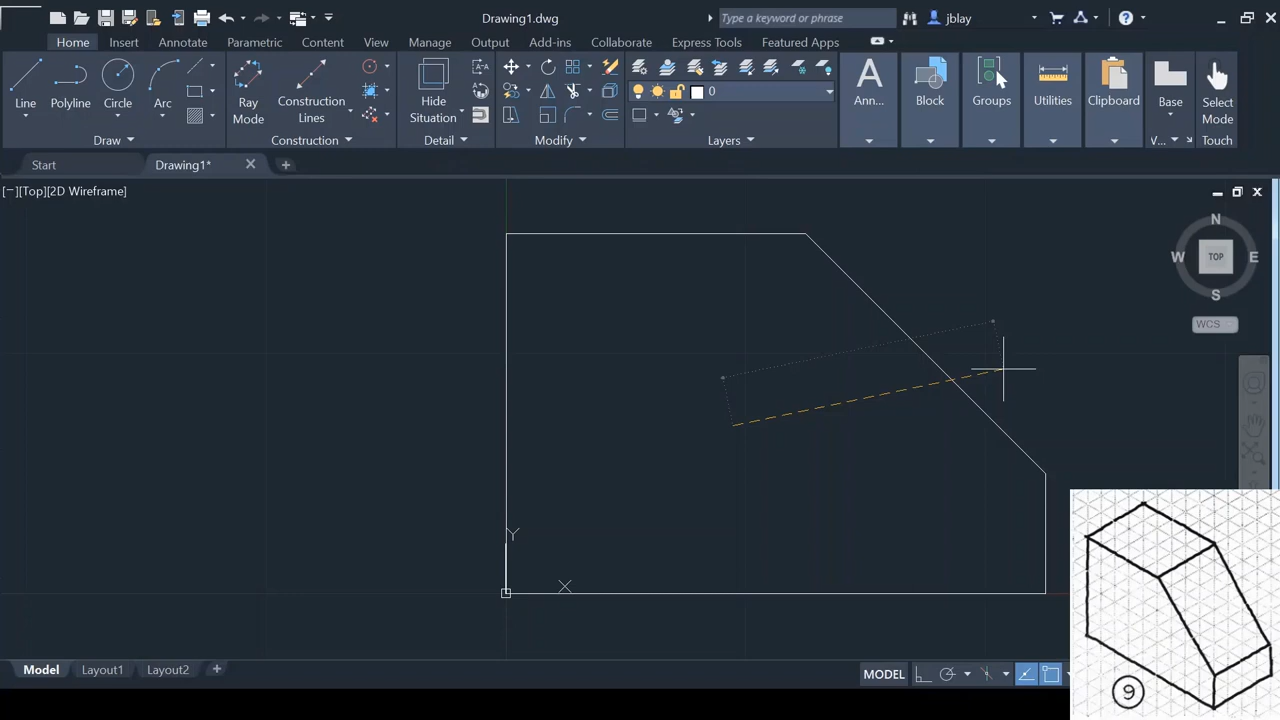 Drawing1.dwg
Type a keyword or phrase
jblay
Home Insert Annotate Parametric Content View Manage Output Add-ins Collaborate Express Tools Featured Apps
Line Polyline Circle Arc
Ray Mode
Construction Lines
Hide Situation
0
Ann... Block Groups Utilities Clipboard Base
Select Mode
Draw Construction Detail Modify Layers V... Touch
Start Drawing1*
[−][Top][2D Wireframe]
N
W TOP E
S
WCS
Y
X
9
Model Layout1 Layout2
MODEL